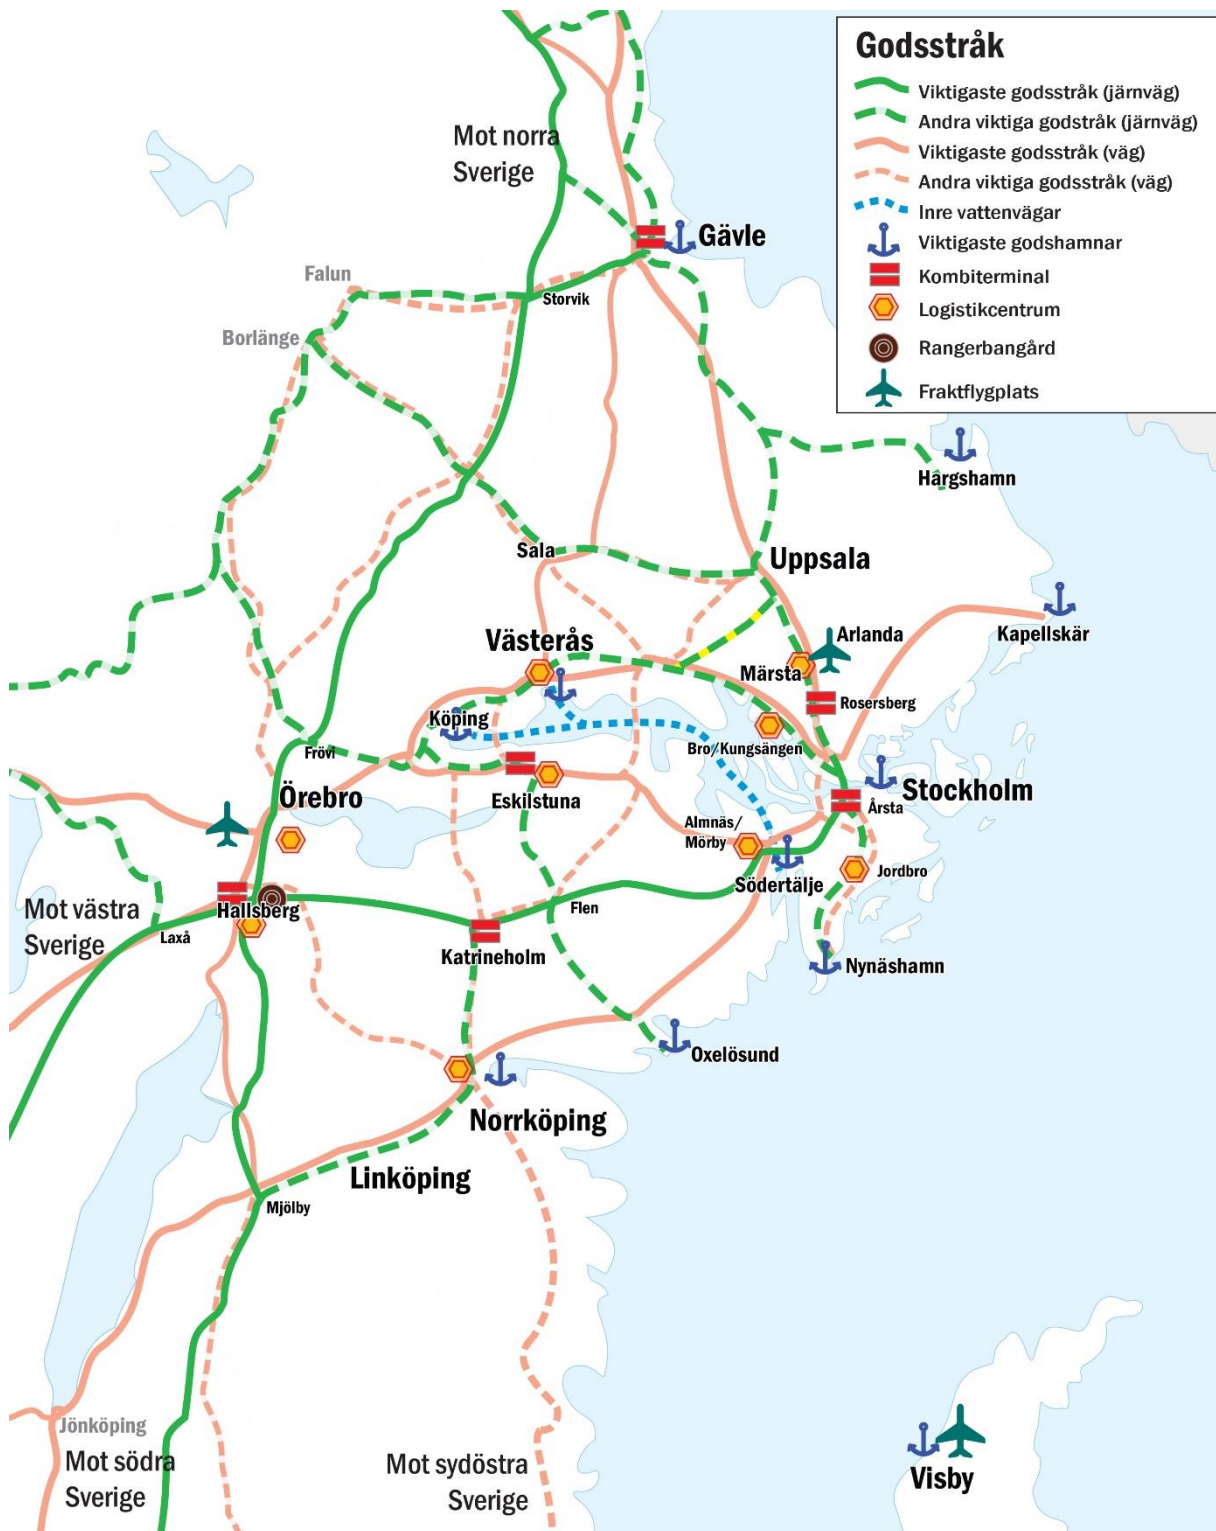 Godsstråk
Viktigaste godsstråk (järnväg)
Andra viktiga godstråk (järnväg)
Viktigaste godsstråk (väg)
Andra viktiga godsstråk (väg)
Inre vattenvägar
Viktigaste godshamnar
Kombiterminal
Logistikcentrum
Rangerbangård
Fraktflygplats
Mot norra
Sverige
Gävle
Falun
Storvik
Borlänge
Hargshamn
Sala
Uppsala
Kapellskär
Västerås
Arlanda
Märsta
Rosersberg
Köping
Bro/Kungsängen
Frövi
Örebro
Eskilstuna
Stockholm
Årsta
Almnäs/
Mörby
Jordbro
Södertälje
Mot västra
Sverige
Hallsberg
Laxå
Flen
Katrineholm
Nynäshamn
Oxelösund
Norrköping
Linköping
Mjölby
Jönköping
Mot södra
Sverige
Mot sydöstra
Sverige
Visby